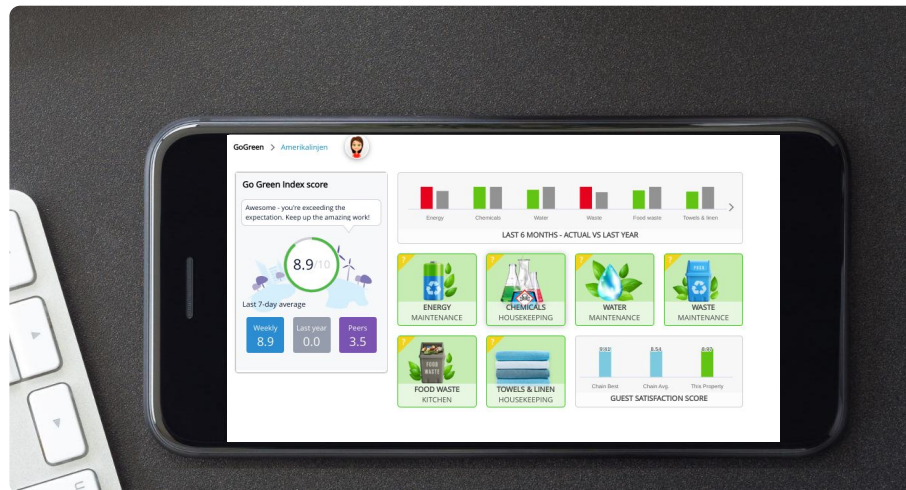 GoGreen > Amerikalinjen
Go Green Index score
Awesome - you're exceeding the
expectation. Keep up the amazing work!
8.9/10
Last 7-day average
Weekly
8.9
Last year
0.0
Peers
3.5
Energy
Chemicals
Water
Waste
Food waste
Towels & linen
LAST 6 MONTHS - ACTUAL VS LAST YEAR
?
ENERGY
MAINTENANCE
?
CHEMICALS
HOUSEKEEPING
?
WATER
MAINTENANCE
?
FOOD
WASTE
MAINTENANCE
?
FOOD
WASTE
FOOD WASTE
KITCHEN
?
TOWELS & LINEN
HOUSEKEEPING
8.54
Chain Best
Chain Avg.
This Property
GUEST SATISFACTION SCORE
U